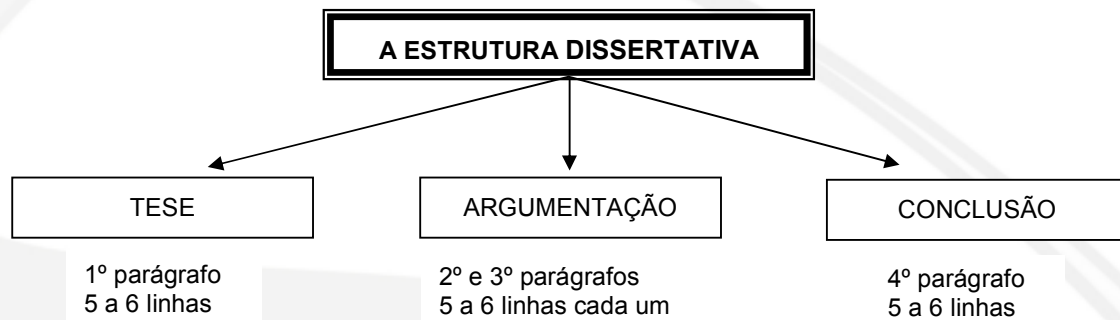 A ESTRUTURA DISSERTATIVA
TESE
1º parágrafo
5 a 6 linhas
ARGUMENTAÇÃO
2º e 3º parágrafos
5 a 6 linhas cada um
CONCLUSÃO
4º parágrafo
5 a 6 linhas